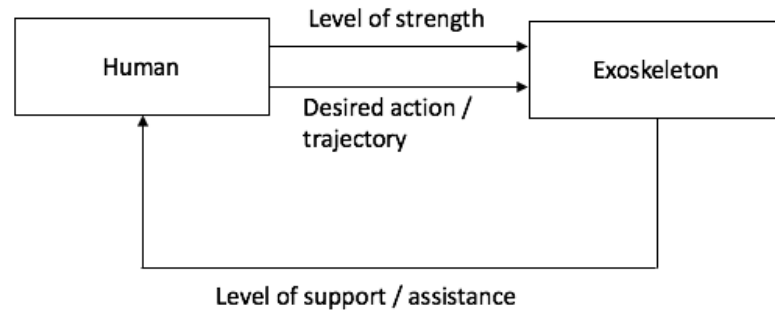 Level of strength
Human
Exoskeleton
Desired action /
trajectory
Level of support / assistance